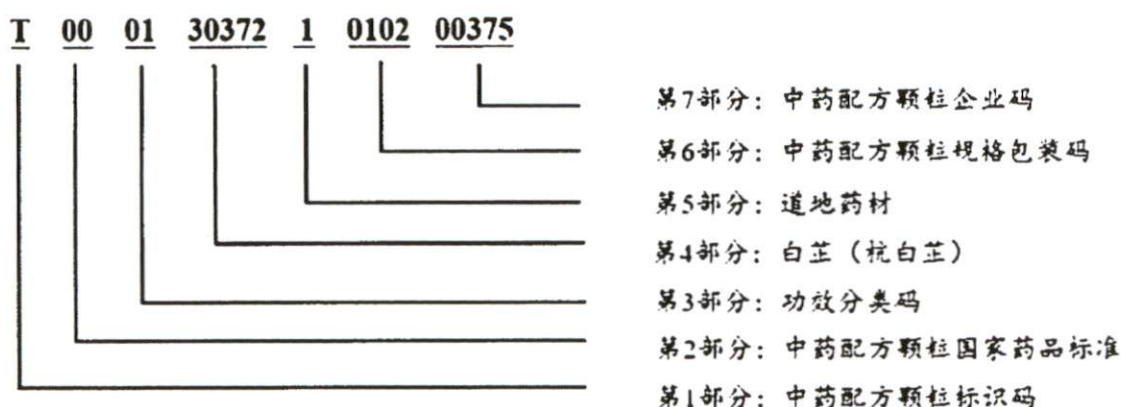 T 00 01 30372 1 0102 00375
第7部分：中药配方颗粒企业码
第6部分：中药配方颗粒规格包装码
第5部分：道地药材
第4部分：白芷（杭白芷）
第3部分：功效分类码
第2部分：中药配方颗粒国家药品标准
第1部分：中药配方颗粒标识码